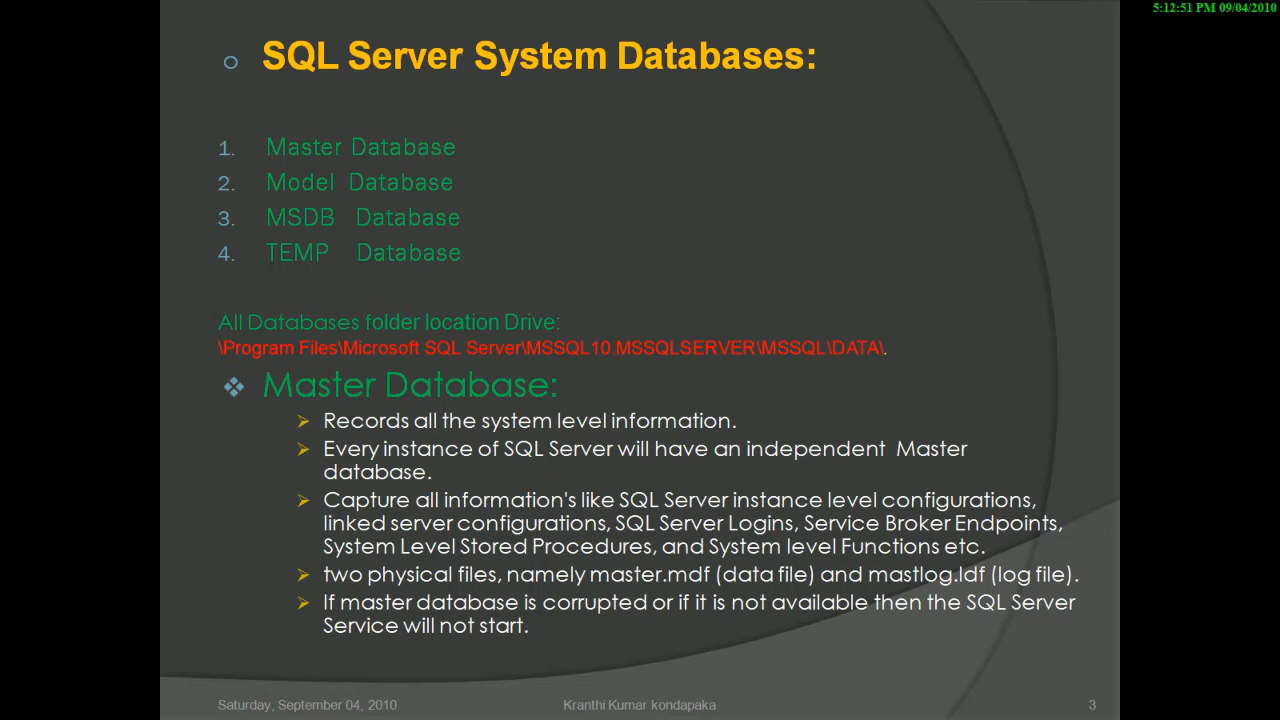 5:12:51 PM 09/04/2010
SQL Server System Databases:
1. Master Database
2. Model Database
3. MSDB Database
4. TEMP Database
All Databases folder location Drive:
\Program Files\Microsoft SQL Server\MSSQL10.MSSQLSERVER\MSSQL\DATA\.
Master Database:
Records all the system level information.
Every instance of SQL Server will have an independent Master
database.
Capture all information's like SQL Server instance level configurations,
linked server configurations, SQL Server Logins, Service Broker Endpoints,
System Level Stored Procedures, and System level Functions etc.
two physical files, namely master.mdf (data file) and mastlog.ldf (log file).
If master database is corrupted or if it is not available then the SQL Server
Service will not start.
Saturday, September 04, 2010 Kranthi Kumar kondapaka 3